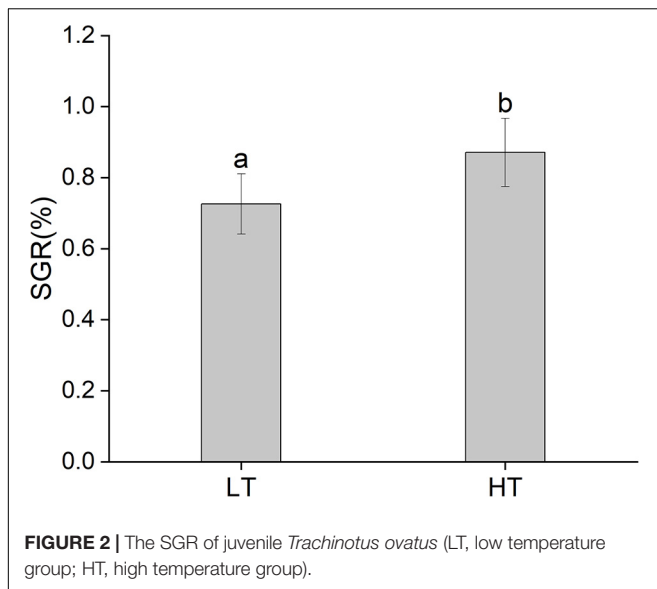 1.2
1.0
0.8
0.6
0.4
0.2
0.0
SGR(%)
a
b
LT HT
FIGURE 2 | The SGR of juvenile Trachinotus ovatus (LT, low temperature
group; HT, high temperature group).